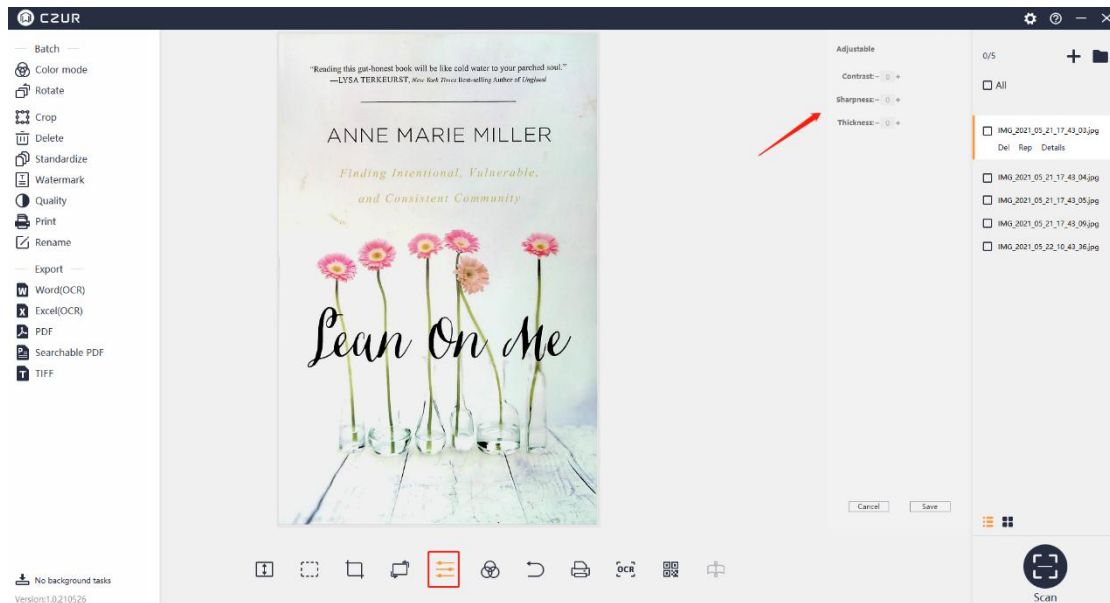 CZUR
Batch
Color mode
Rotate
Crop
Delete
Standardize
Watermark
Quality
Print
Rename
Export
Word(OCR)
Excel(OCR)
PDF
Searchable PDF
TIFF
No background tasks
Version:1.0.210526
“Reading this gut-honest book will be like cold water to your parched soul.”
—LYSA TERKEURST, New York Times Best-selling Author of Unglued
ANNE MARIE MILLER
Finding Intentional, Vulnerable,
and Consistent Community
Lean On Me
OCR
Adjustable
Contrast: - 0 +
Sharpness: - 0 +
Thickness: - 0 +
Cancel Save
0/5
All
IMG_2021_05_21_17_43_03.jpg
Del Rep Details
IMG_2021_05_21_17_43_04.jpg
IMG_2021_05_21_17_43_05.jpg
IMG_2021_05_21_17_43_09.jpg
IMG_2021_05_22_10_43_36.jpg
Scan